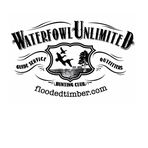 WATERFOWL UNLIMITED
GUIDE SERVICE
OUTFITTERS
HUNTING CLUB
floodedtimber.com